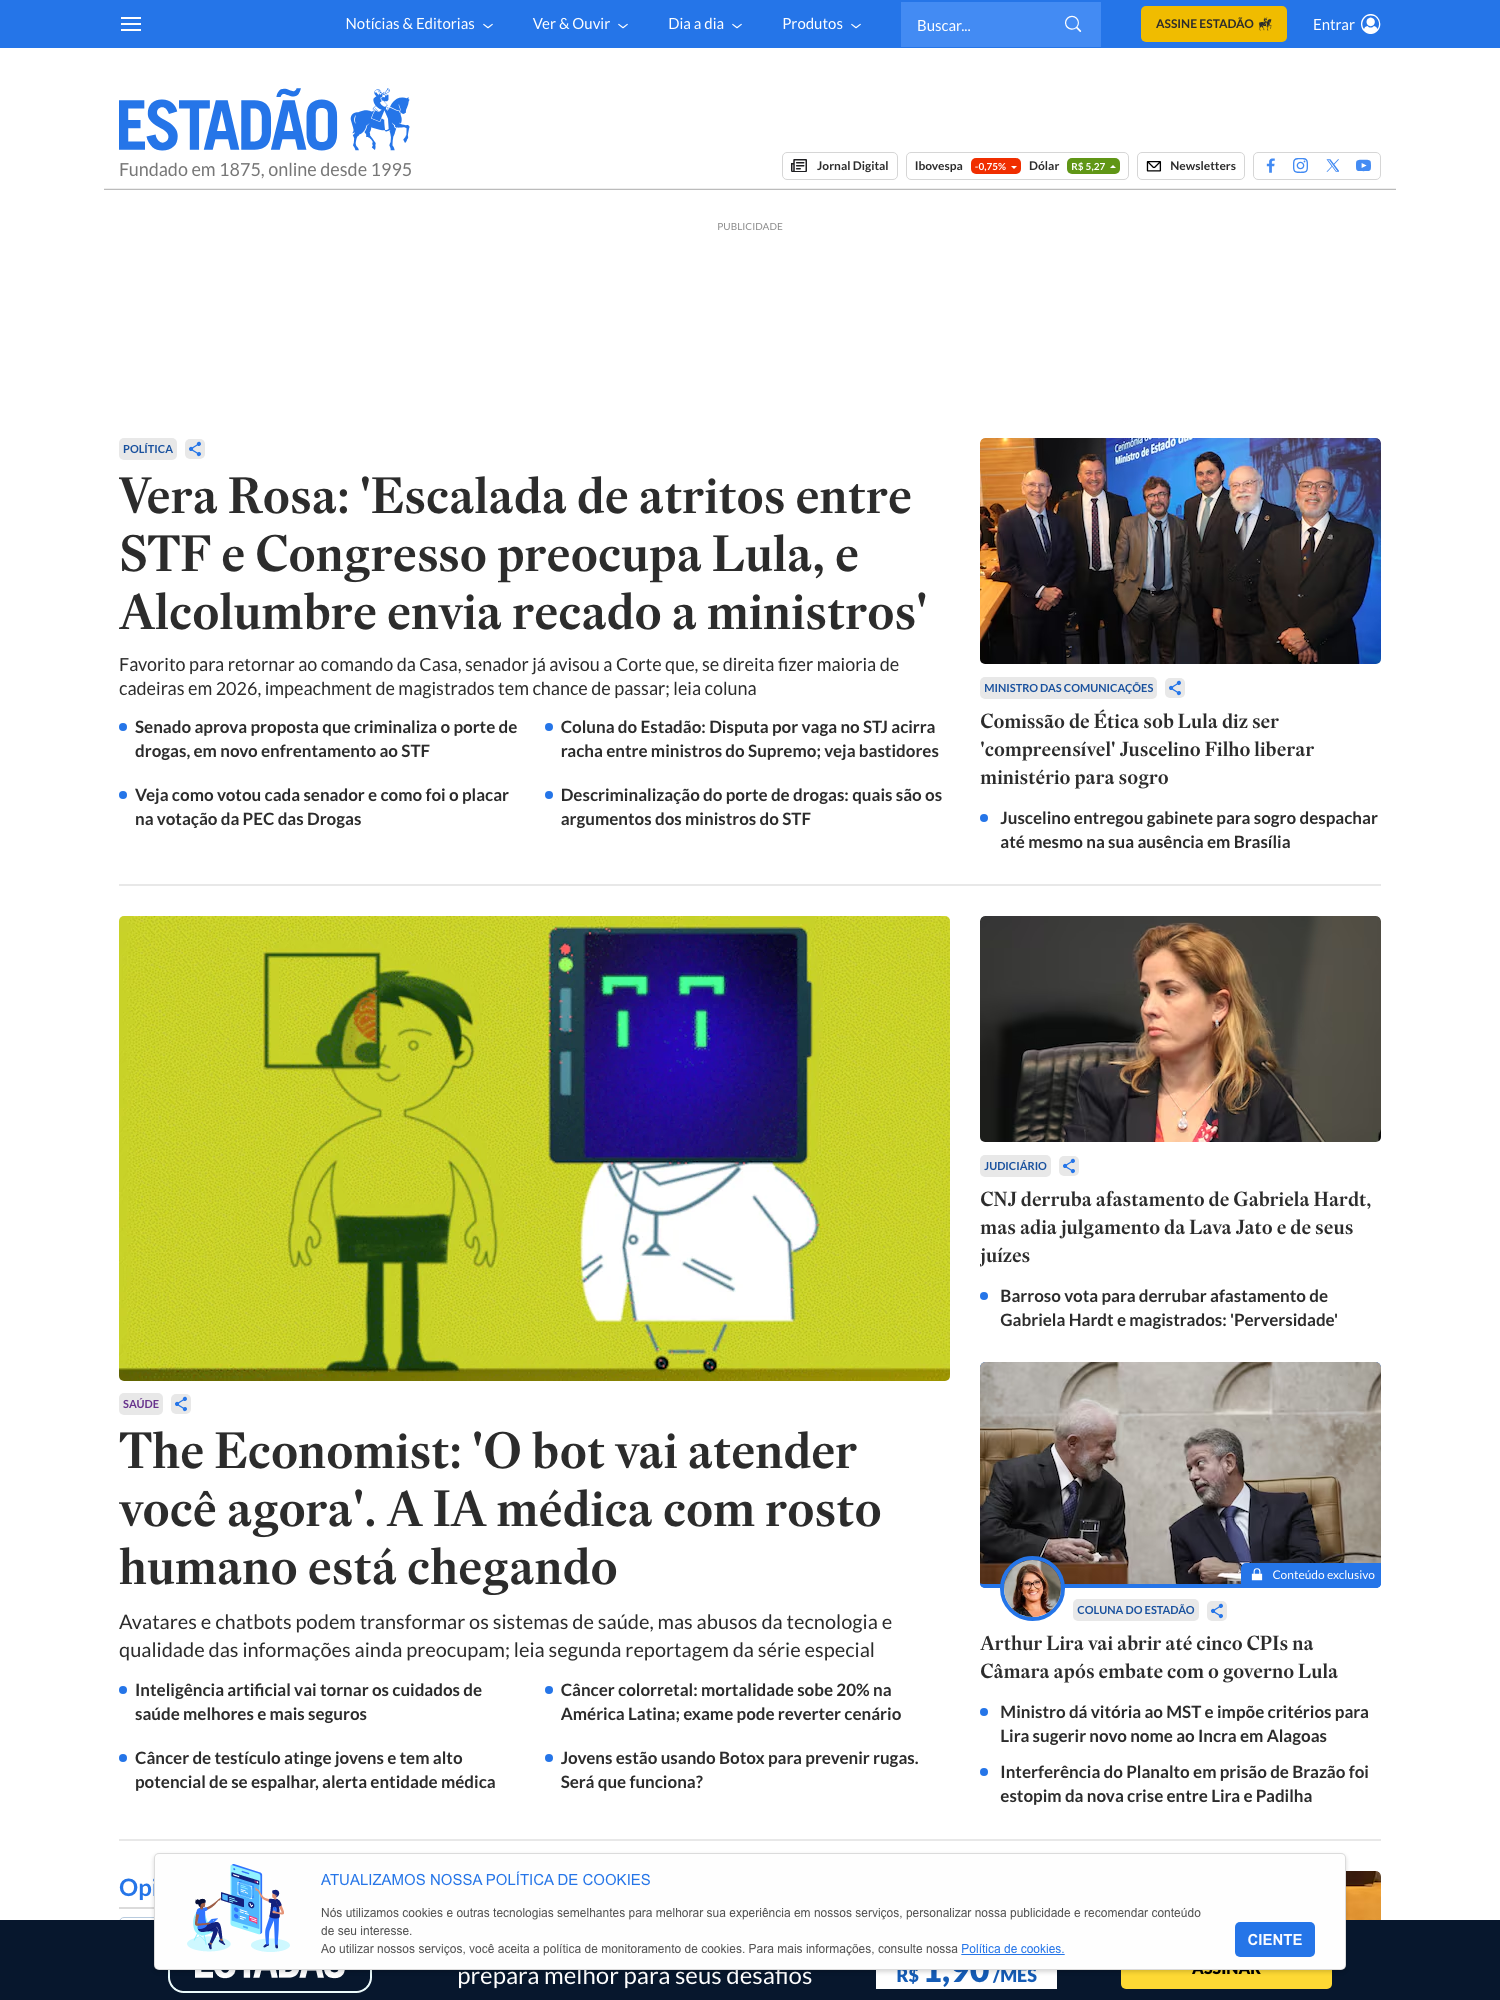 Notícias & Editorias
Ver & Ouvir
Dia a dia
Produtos
Buscar...
ASSINE ESTADÃO
Entrar
ESTADÃO
Fundado em 1875, online desde 1995
Jornal Digital
Ibovespa -0,75%
Dólar R$ 5,27
Newsletters
PUBLICIDADE
POLÍTICA
Vera Rosa: 'Escalada de atritos entre
STF e Congresso preocupa Lula, e
Alcolumbre envia recado a ministros'
Favorito para retornar ao comando da Casa, senador já avisou a Corte que, se direita fizer maioria de
cadeiras em 2026, impeachment de magistrados tem chance de passar; leia coluna
Senado aprova proposta que criminaliza o porte de
drogas, em novo enfrentamento ao STF
Coluna do Estadão: Disputa por vaga no STJ acirra
racha entre ministros do Supremo; veja bastidores
Veja como votou cada senador e como foi o placar
na votação da PEC das Drogas
Descriminalização do porte de drogas: quais são os
argumentos dos ministros do STF
Ministro de Estado das
MINISTRO DAS COMUNICAÇÕES
Comissão de Ética sob Lula diz ser
'compreensível' Juscelino Filho liberar
ministério para sogro
Juscelino entregou gabinete para sogro despachar
até mesmo na sua ausência em Brasília
SAÚDE
The Economist: 'O bot vai atender
você agora'. A IA médica com rosto
humano está chegando
Avatares e chatbots podem transformar os sistemas de saúde, mas abusos da tecnologia e
qualidade das informações ainda preocupam; leia segunda reportagem da série especial
Inteligência artificial vai tornar os cuidados de
saúde melhores e mais seguros
Câncer colorretal: mortalidade sobe 20% na
América Latina; exame pode reverter cenário
Câncer de testículo atinge jovens e tem alto
potencial de se espalhar, alerta entidade médica
Jovens estão usando Botox para prevenir rugas.
Será que funciona?
JUDICIÁRIO
CNJ derruba afastamento de Gabriela Hardt,
mas adia julgamento da Lava Jato e de seus
juízes
Barroso vota para derrubar afastamento de
Gabriela Hardt e magistrados: 'Perversidade'
Conteúdo exclusivo
COLUNA DO ESTADÃO
Arthur Lira vai abrir até cinco CPIs na
Câmara após embate com o governo Lula
Ministro dá vitória ao MST e impõe critérios para
Lira sugerir novo nome ao Incra em Alagoas
Interferência do Planalto em prisão de Brazão foi
estopim da nova crise entre Lira e Padilha
ATUALIZAMOS NOSSA POLÍTICA DE COOKIES
Nós utilizamos cookies e outras tecnologias semelhantes para melhorar sua experiência em nossos serviços, personalizar nossa publicidade e recomendar conteúdo
de seu interesse.
Ao utilizar nossos serviços, você aceita a política de monitoramento de cookies. Para mais informações, consulte nossa Política de cookies.
CIENTE
ESTADÃO
prepara melhor para seus desafios
R$ 1,90 /MÊS
ASSINAR